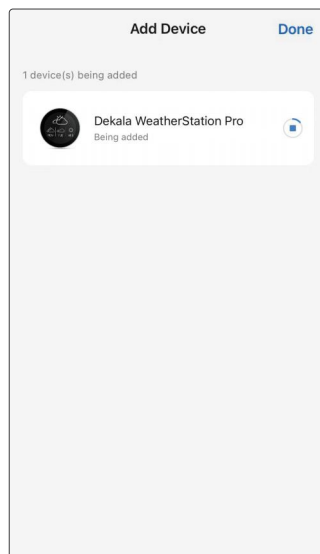 Add Device
Done
1 device(s) being added
Dekala WeatherStation Pro
Being added